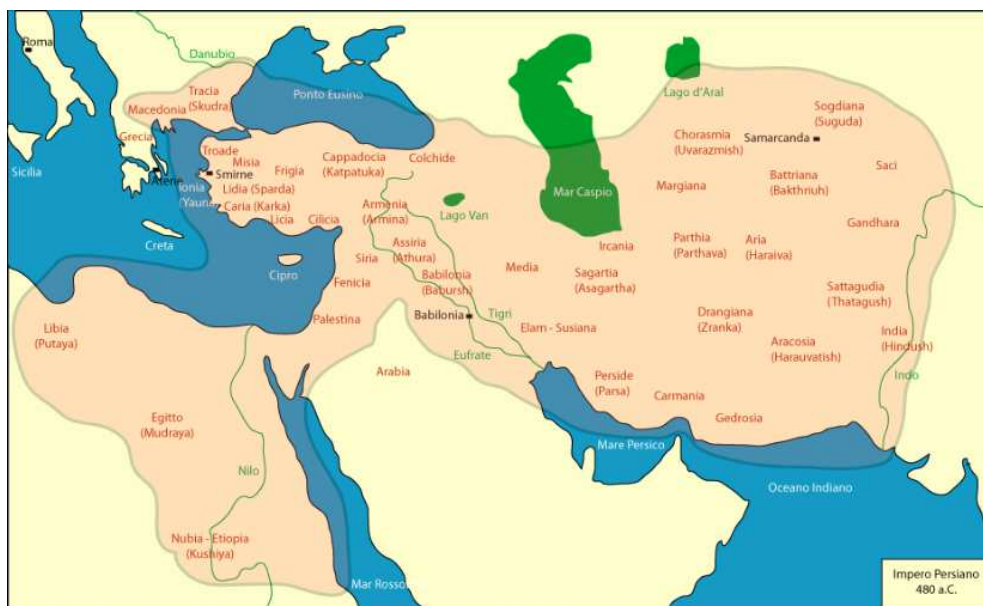 Roma
Danubio
Ponto Eusino
Lago d'Aral
Tracia
(Skudra)
Macedonia
Grecia
Atene
Sicilia
Creta
Troade
Misia
Smirne
Frigia
Lidia (Sparda)
Ionia
(Yauna)
Caria (Karka)
Licia
Cilicia
Cappadocia
(Katpatuka)
Colchide
Armenia
(Armina)
Lago Van
Mar Caspio
Cipro
Siria
Assiria
(Athura)
Fenicia
Babilonia
(Babursh)
Media
Palestina
Babilonia
Tigri
Eufrate
Elam - Susiana
Arabia
Ircania
Sagartia
(Asagartha)
Chorasmia
(Uvarazmish)
Samarcanda
Sogdiana
(Suguda)
Margiana
Battriana
(Bakthriuh)
Saci
Gandhara
Parthia
(Parthava)
Aria
(Haraiva)
Sattagudia
(Thatagush)
Drangiana
(Zranka)
Aracosia
(Harauvatish)
India
(Hindush)
Indo
Perside
(Parsa)
Carmania
Gedrosia
Mare Persico
Oceano Indiano
Libia
(Putaya)
Egitto
(Mudraya)
Nilo
Nubia - Etiopia
(Kushiya)
Mar Rosso
Impero Persiano
480 a.C.